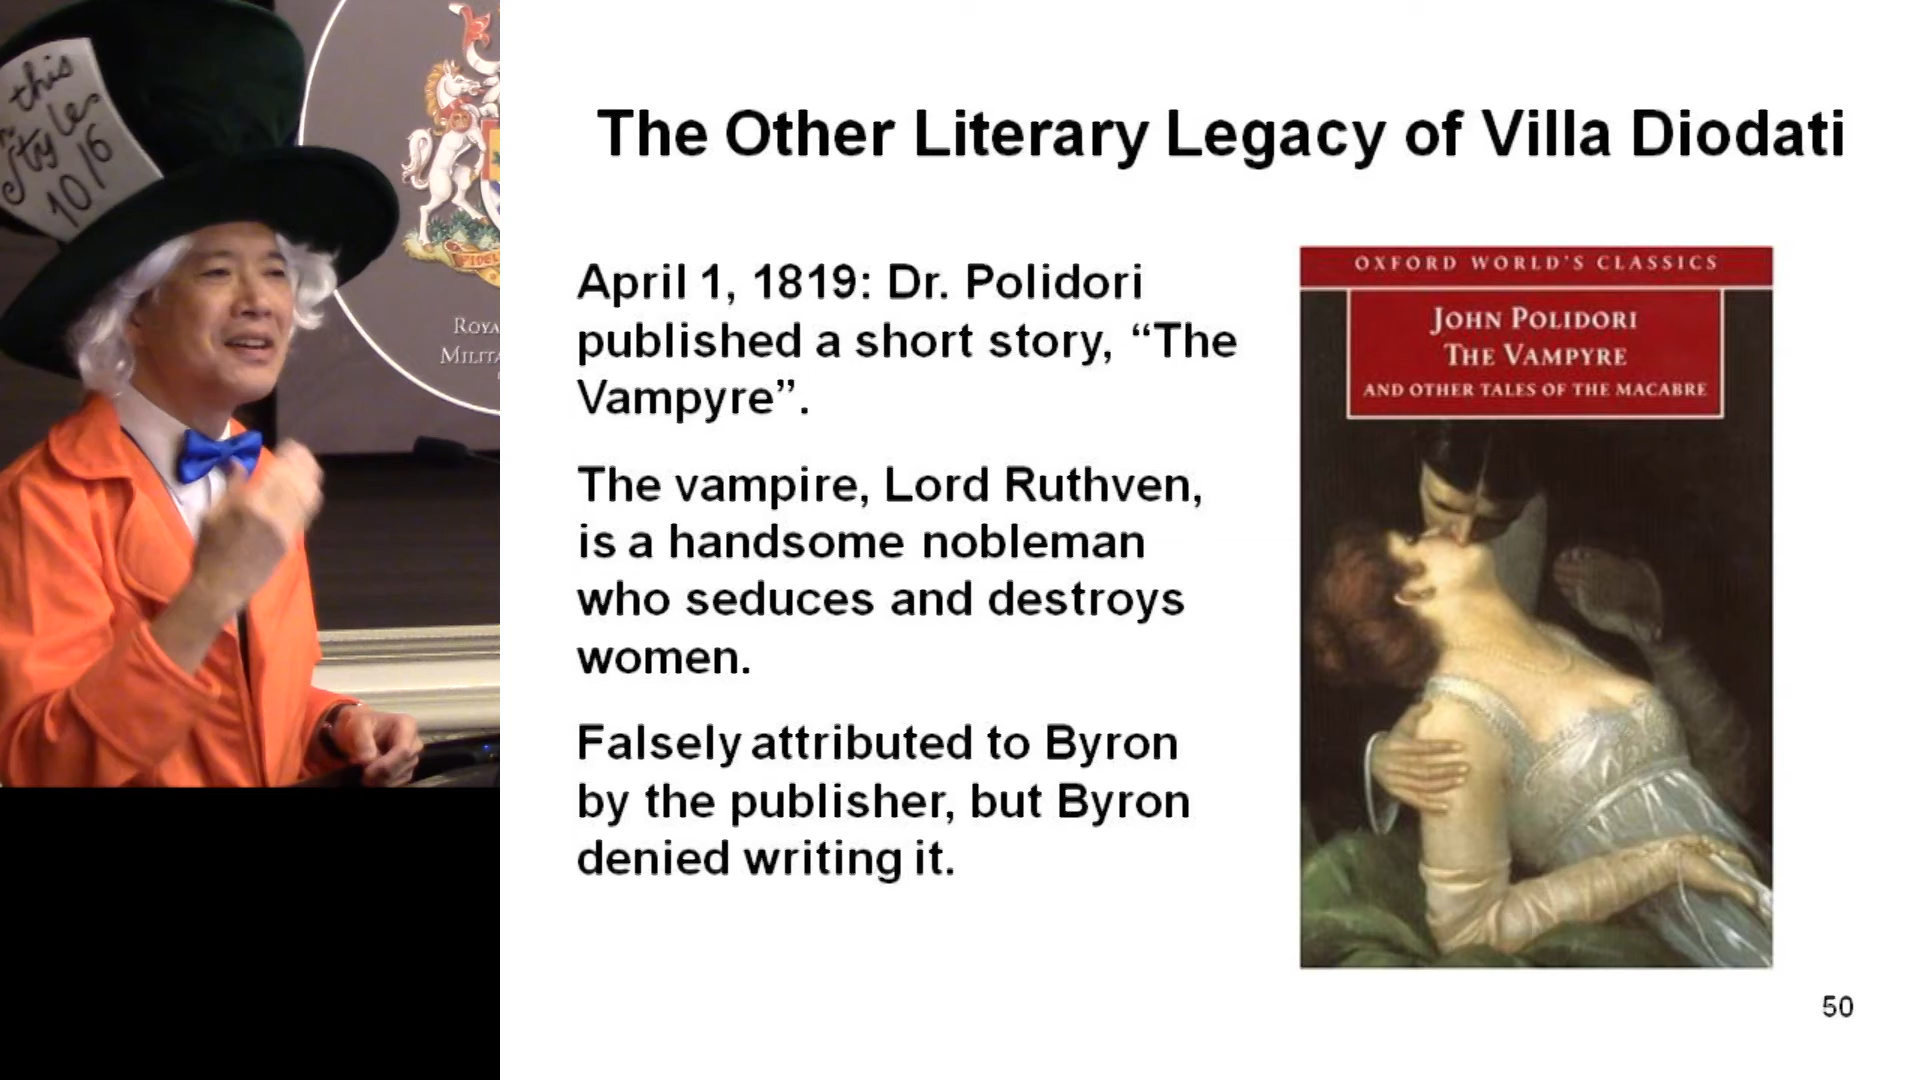 this
Style
10/6
FIDEL
ROYA
MILITA
The Other Literary Legacy of Villa Diodati
April 1, 1819: Dr. Polidori
published a short story, “The
Vampyre”.
The vampire, Lord Ruthven,
is a handsome nobleman
who seduces and destroys
women.
Falsely attributed to Byron
by the publisher, but Byron
denied writing it.
OXFORD WORLD'S CLASSICS
JOHN POLIDORI
THE VAMPYRE
AND OTHER TALES OF THE MACABRE
50